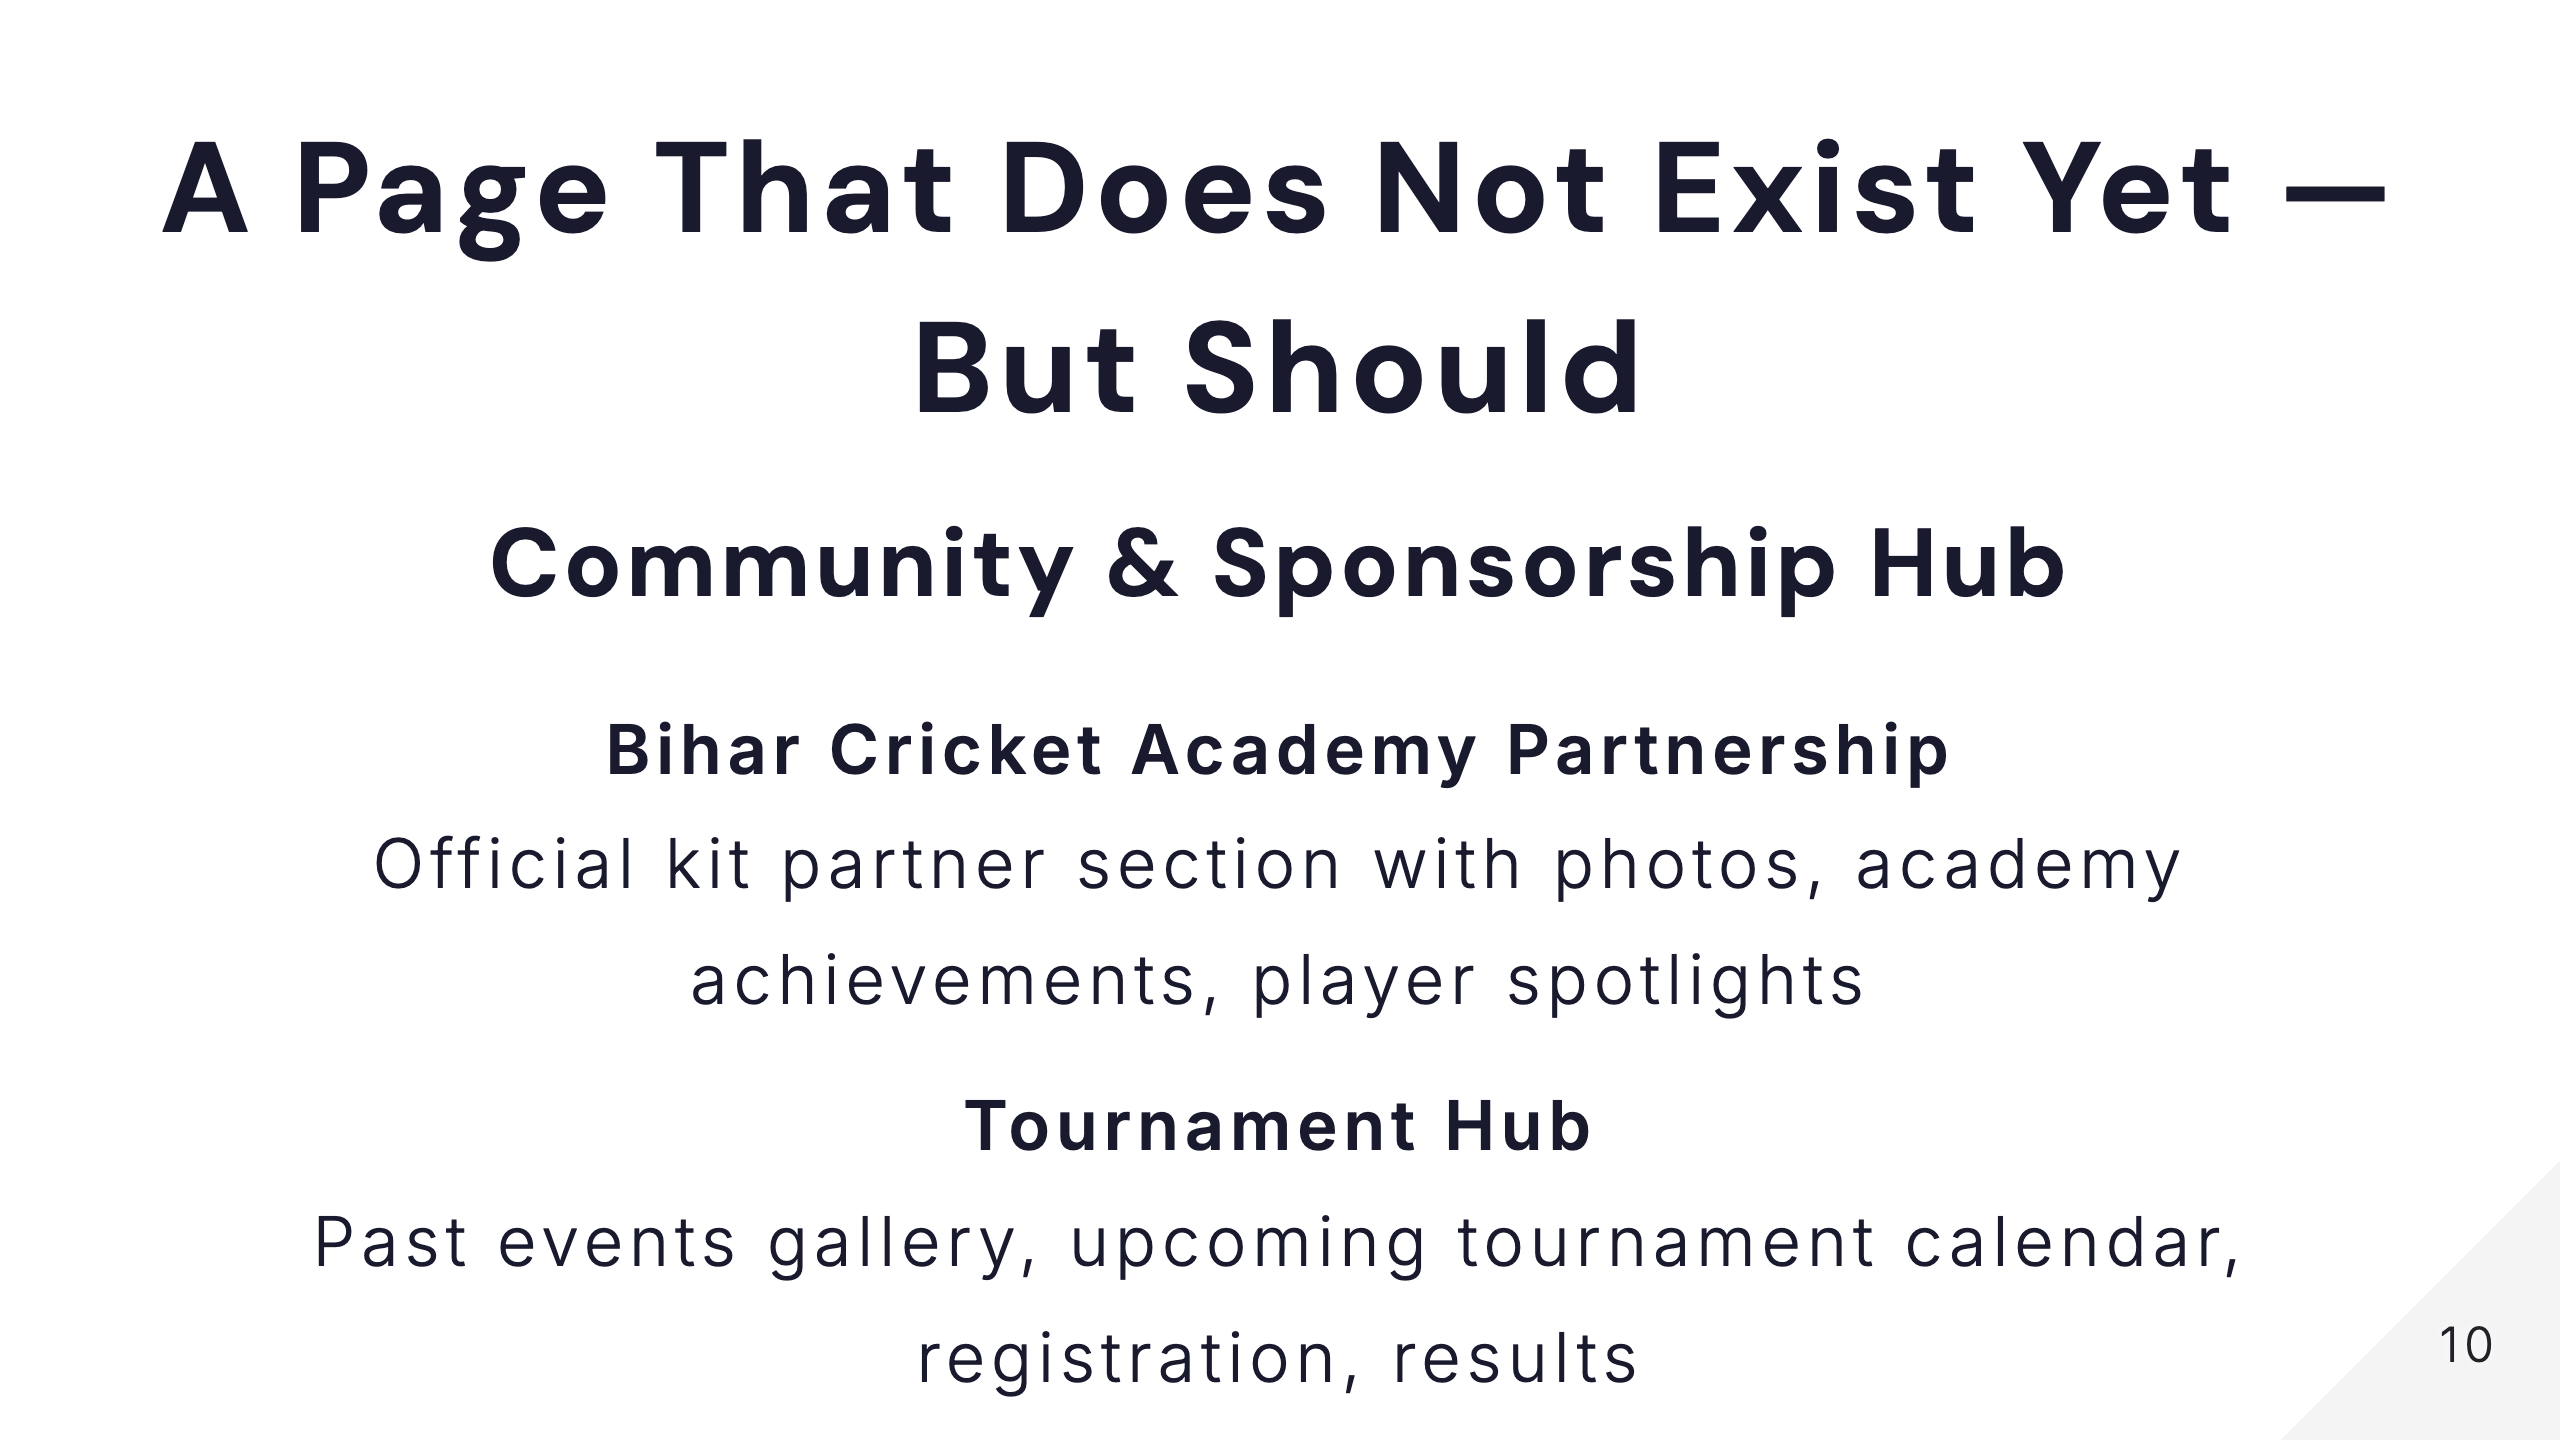 A Page That Does Not Exist Yet —
But Should
Community & Sponsorship Hub
Bihar Cricket Academy Partnership
Official kit partner section with photos, academy
achievements, player spotlights
Tournament Hub
Past events gallery, upcoming tournament calendar,
registration, results
10